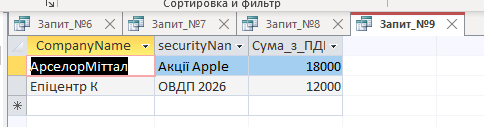 Сортировка и фильтр
Запит_№6 Запит_№7 Запит_№8 Запит_№9
CompanyName securityNan Сума_з_ПДІ
АрселорМіттал Акції Apple 18000
Епіцентр К ОВДП 2026 12000